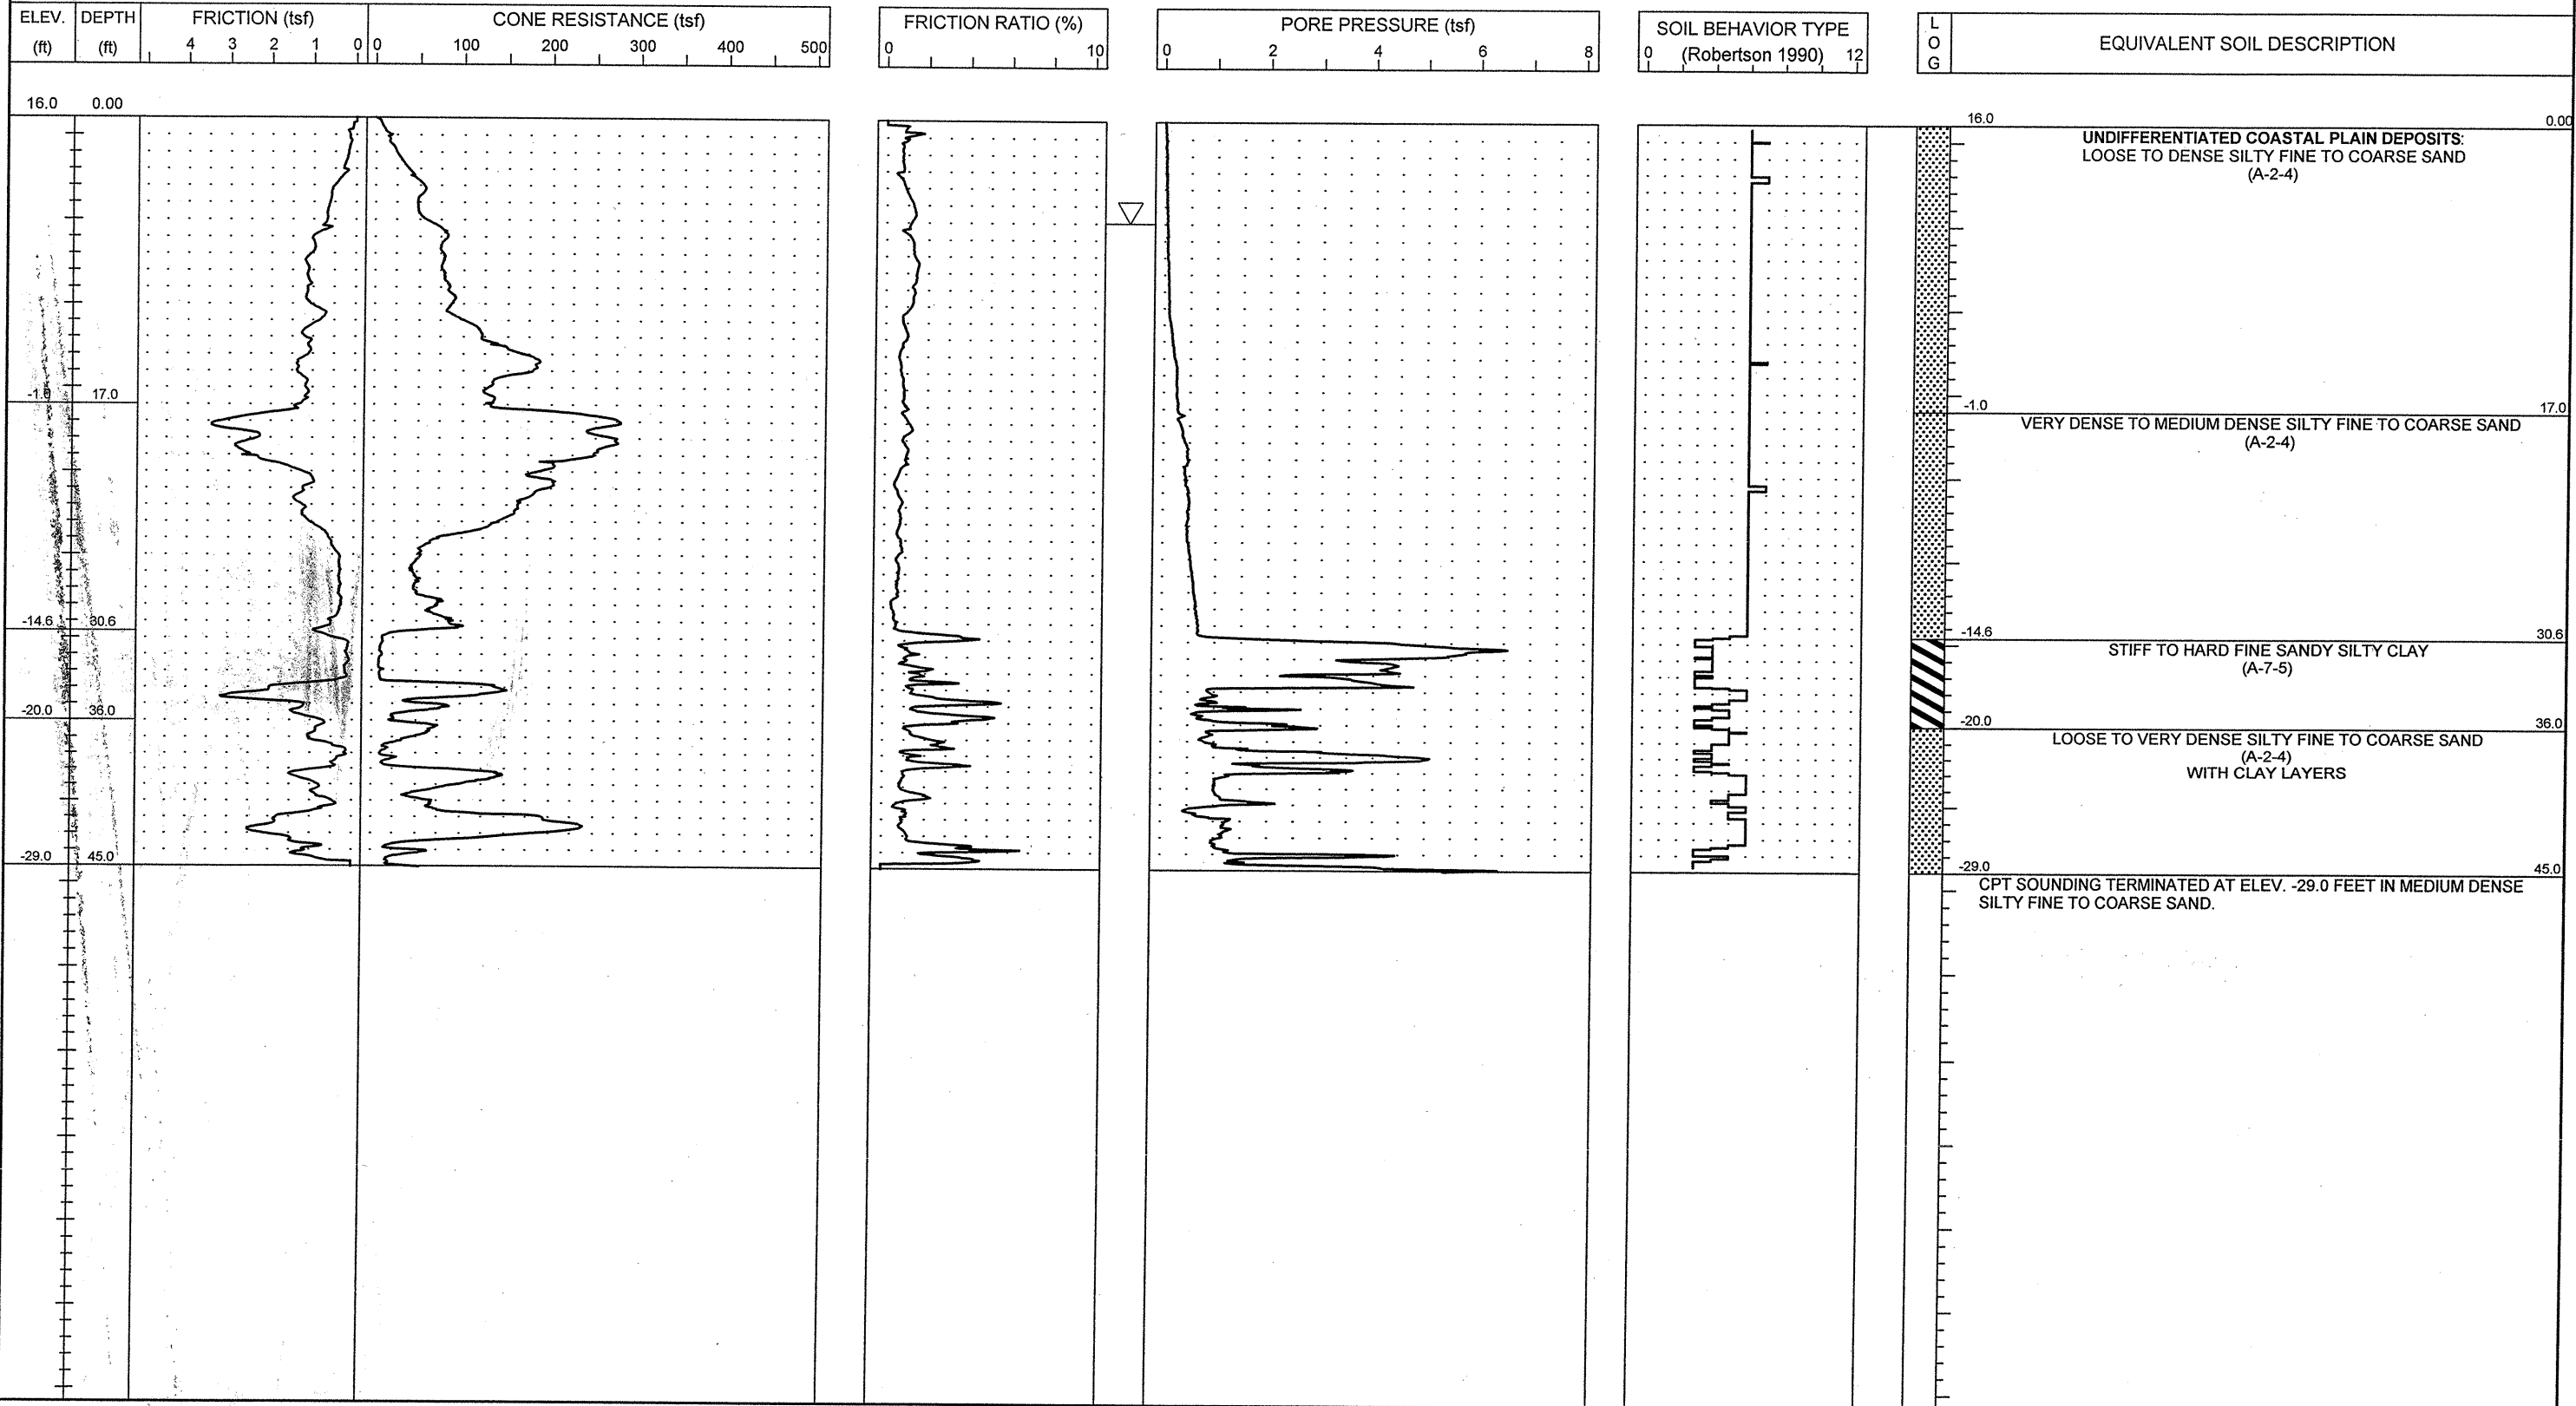 ELEV. DEPTH FRICTION (tsf) CONE RESISTANCE (tsf) FRICTION RATIO (%) PORE PRESSURE (tsf) SOIL BEHAVIOR TYPE L O G EQUIVALENT SOIL DESCRIPTION
(ft) (ft) 4 3 2 1 0 0 100 200 300 400 500 0 10 0 2 4 6 8 0 (Robertson 1990) 12
16.0 0.00
16.0 0.00
UNDIFFERENTIATED COASTAL PLAIN DEPOSITS:
LOOSE TO DENSE SILTY FINE TO COARSE SAND
(A-2-4)
-1.0 17.0
-1.0 17.0
VERY DENSE TO MEDIUM DENSE SILTY FINE TO COARSE SAND
(A-2-4)
-14.6 30.6
-14.6 30.6
STIFF TO HARD FINE SANDY SILTY CLAY
(A-7-5)
-20.0 36.0
-20.0 36.0
LOOSE TO VERY DENSE SILTY FINE TO COARSE SAND
(A-2-4)
WITH CLAY LAYERS
-29.0 45.0
-29.0 45.0
CPT SOUNDING TERMINATED AT ELEV. -29.0 FEET IN MEDIUM DENSE
SILTY FINE TO COARSE SAND.